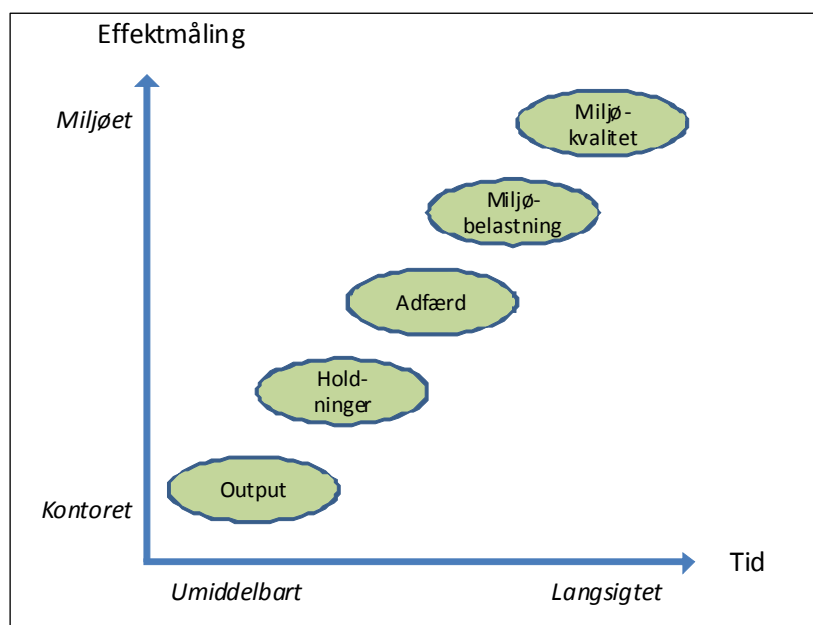 Effektmåling
Miljøet
Miljø-
kvalitet
Miljø-
belastning
Adfærd
Hold-
ninger
Output
Kontoret
Tid
Umiddelbart
Langsigtet